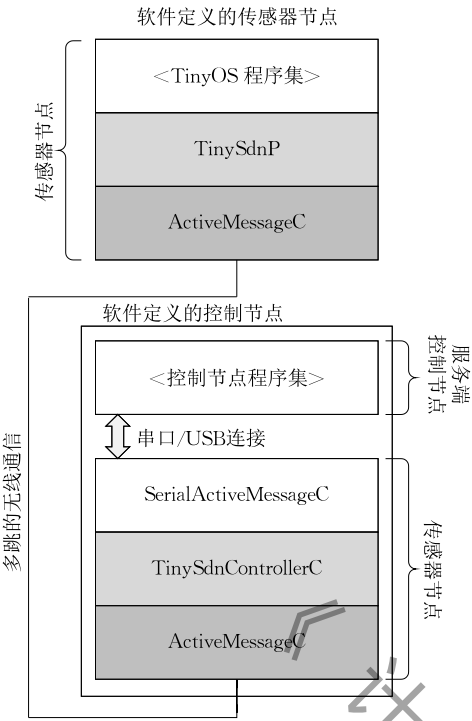 软件定义的传感器节点
<TinyOS 程序集>
传感器节点
TinySdnP
ActiveMessageC
软件定义的控制节点
<控制节点程序集>
服务端
控制节点
串口/USB连接
多跳的无线通信
SerialActiveMessageC
TinySdnControllerC
传感器节点
ActiveMessageC